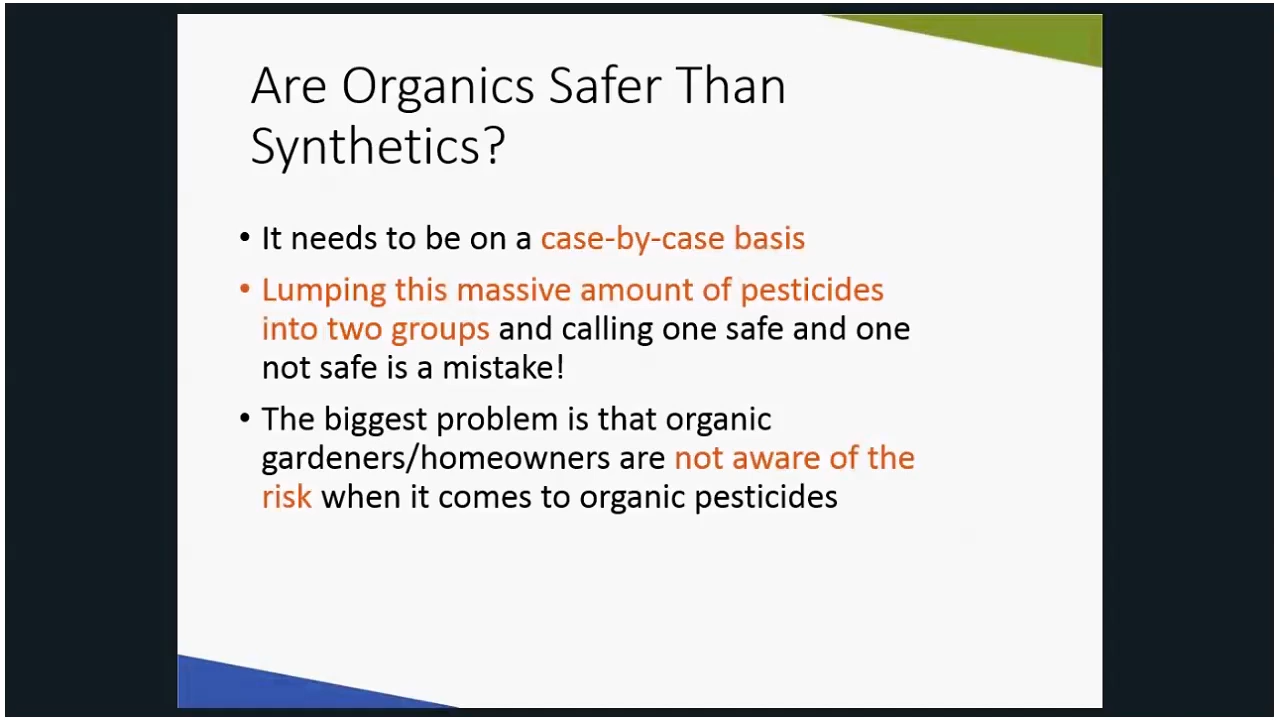 Are Organics Safer Than
Synthetics?
• It needs to be on a case-by-case basis
• Lumping this massive amount of pesticides
into two groups and calling one safe and one
not safe is a mistake!
• The biggest problem is that organic
gardeners/homeowners are not aware of the
risk when it comes to organic pesticides